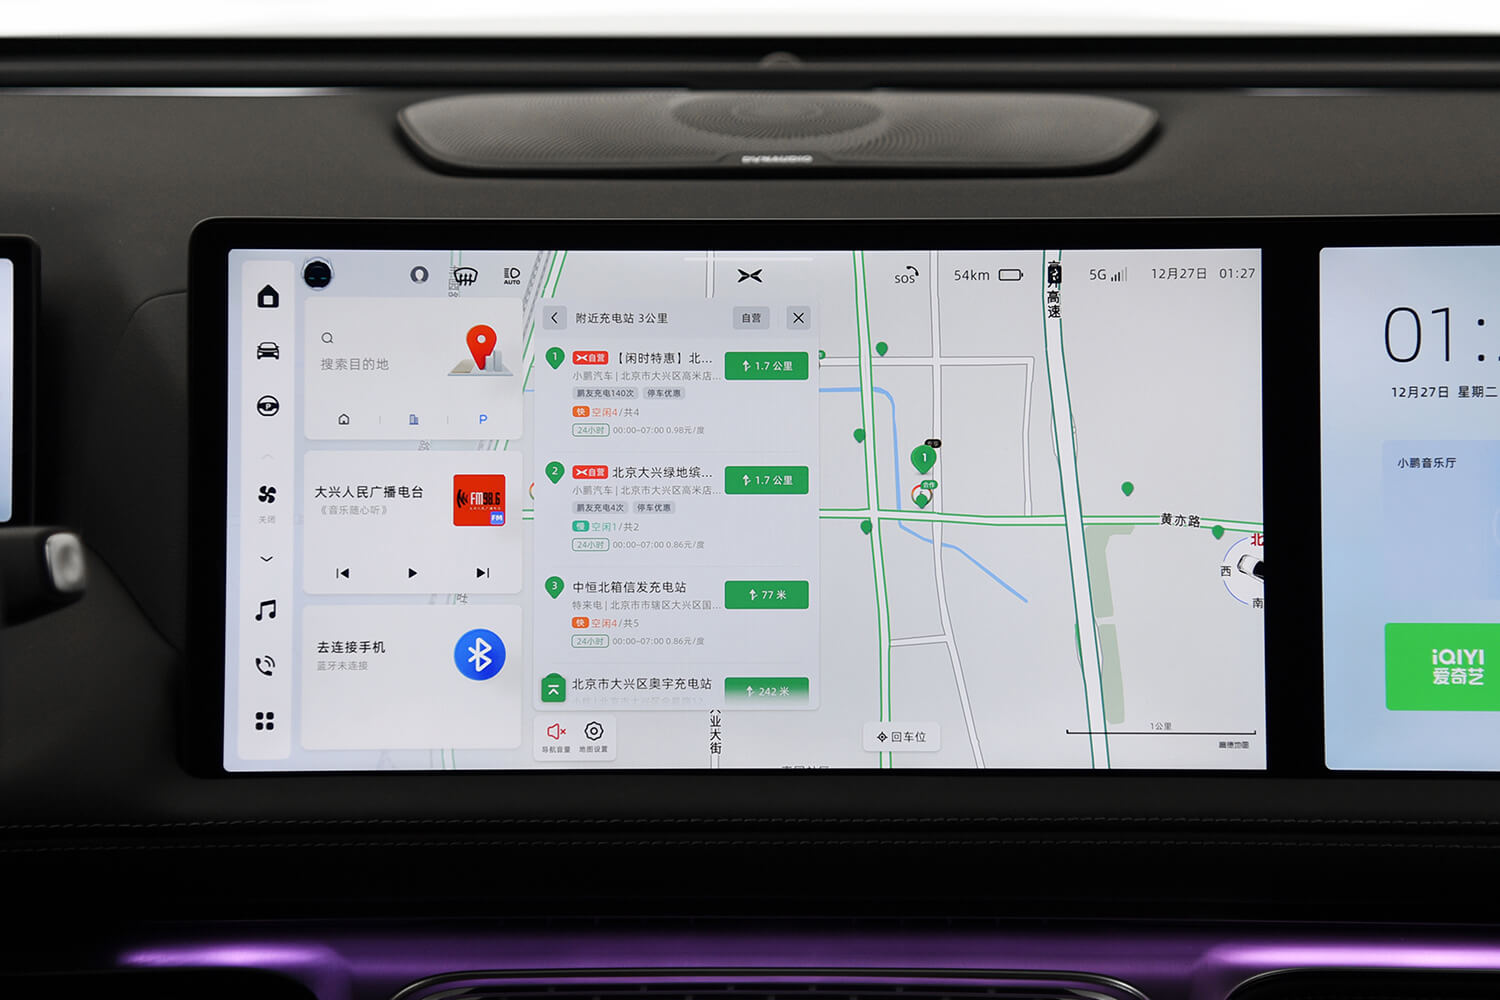 DYNAUDIO
AUTO
SOS
54km
5G
12月27日 01:27
搜索目的地
P
大兴人民广播电台
《音乐随心听》
FM98.6
FM
关闭
去连接手机
蓝牙未连接
附近充电站 3公里
自营
1
自营 【闲时特惠】北...
1.7 公里
小鹏汽车 | 北京市大兴区高米店...
鹏友充电140次 停车优惠
快 空闲4/共4
24小时 00:00-07:00 0.98元/度
2
自营 北京大兴绿地缤...
1.7 公里
小鹏汽车 | 北京市大兴区高米店...
鹏友充电4次 停车优惠
慢 空闲1/共2
24小时 00:00-07:00 0.86元/度
3
中恒北箱信发充电站
77 米
特来电 | 北京市市辖区大兴区国...
快 空闲4/共5
24小时 00:00-07:00 0.86元/度
北京市大兴区奥宇充电站
242 米
导航音量
地图设置
业大街
高速
1
合作
黄亦路
北
西
南
回车位
1公里
高德地图
01:
12月27日 星期二
小鹏音乐厅
iQIYI
爱奇艺